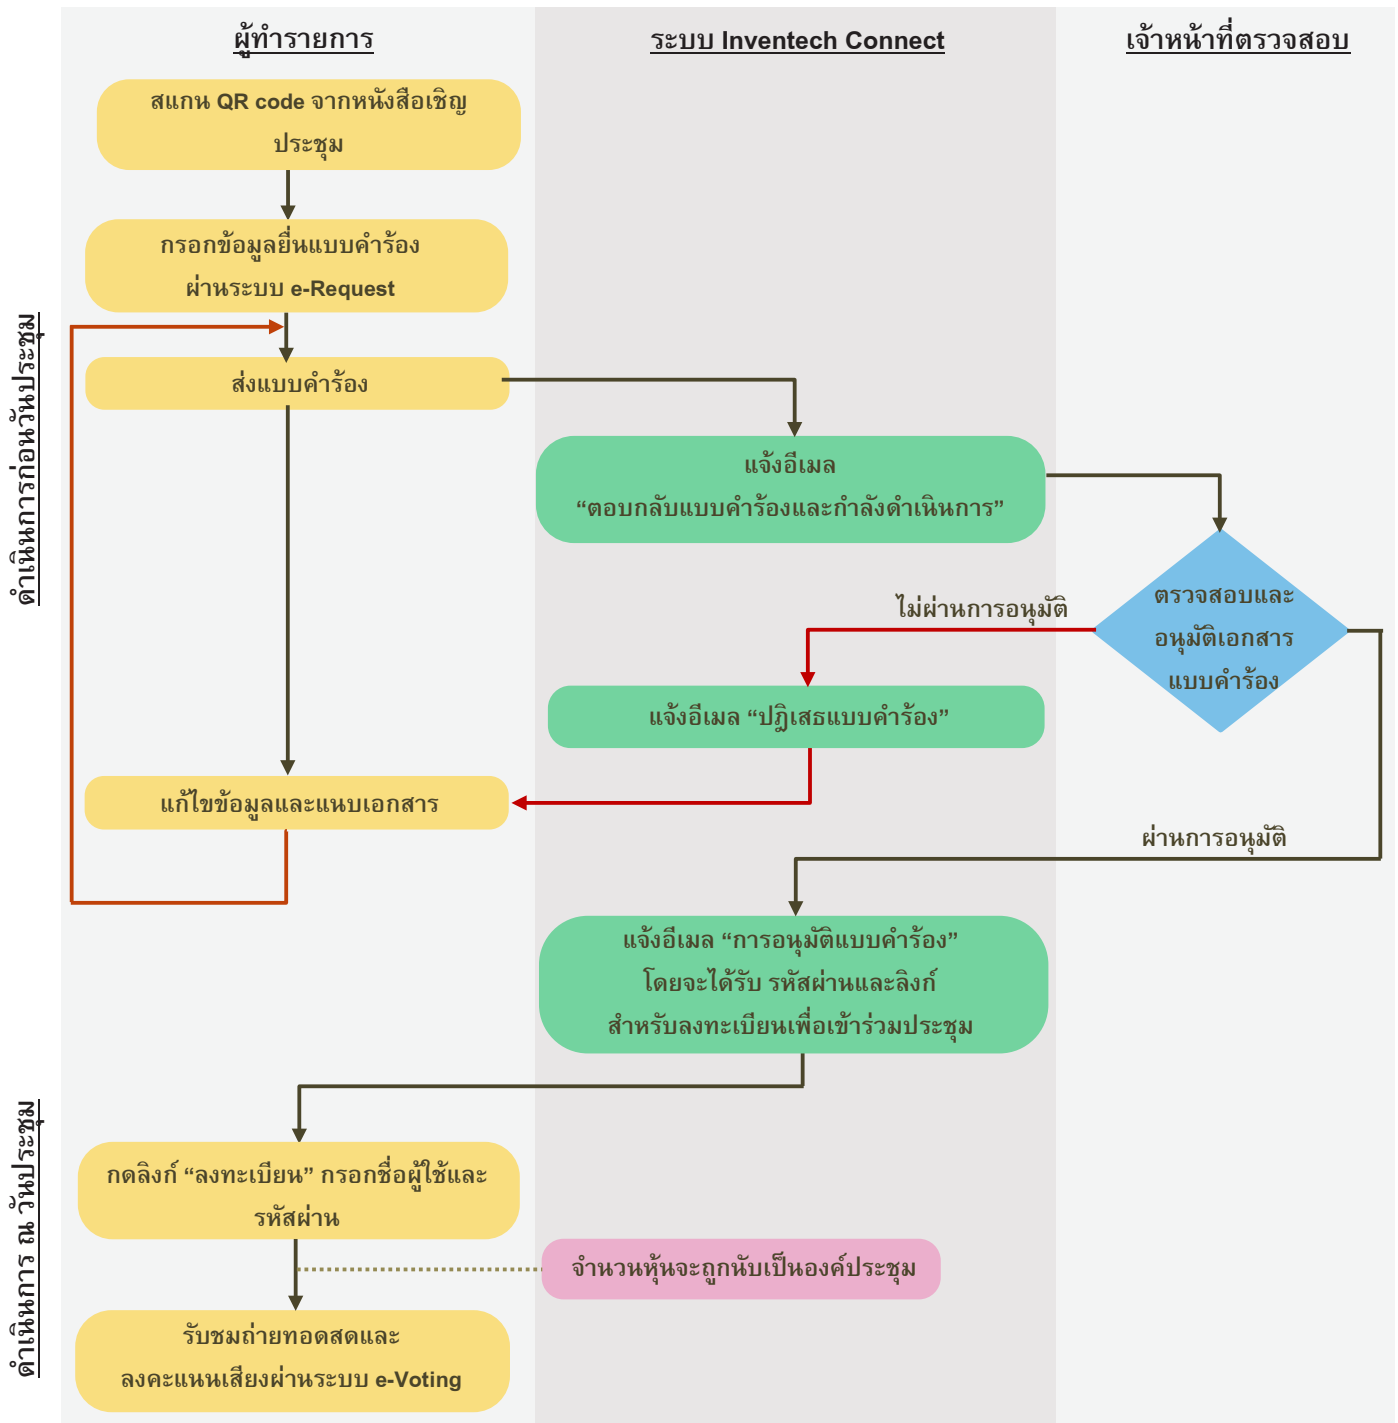 ผู้ทำรายการ
ระบบ Inventech Connect
เจ้าหน้าที่ตรวจสอบ
ดำเนินการก่อนวันประชุม
สแกน QR code จากหนังสือเชิญ
ประชุม
กรอกข้อมูลยื่นแบบคำร้อง
ผ่านระบบ e-Request
ส่งแบบคำร้อง
แจ้งอีเมล
“ตอบกลับแบบคำร้องและกำลังดำเนินการ”
ตรวจสอบและ
อนุมัติเอกสาร
แบบคำร้อง
ไม่ผ่านการอนุมัติ
แจ้งอีเมล “ปฎิเสธแบบคำร้อง”
แก้ไขข้อมูลและแนบเอกสาร
ผ่านการอนุมัติ
แจ้งอีเมล “การอนุมัติแบบคำร้อง”
โดยจะได้รับ รหัสผ่านและลิงก์
สำหรับลงทะเบียนเพื่อเข้าร่วมประชุม
ดำเนินการ ณ วันประชุม
กดลิงก์ “ลงทะเบียน” กรอกชื่อผู้ใช้และ
รหัสผ่าน
จำนวนหุ้นจะถูกนับเป็นองค์ประชุม
รับชมถ่ายทอดสดและ
ลงคะแนนเสียงผ่านระบบ e-Voting